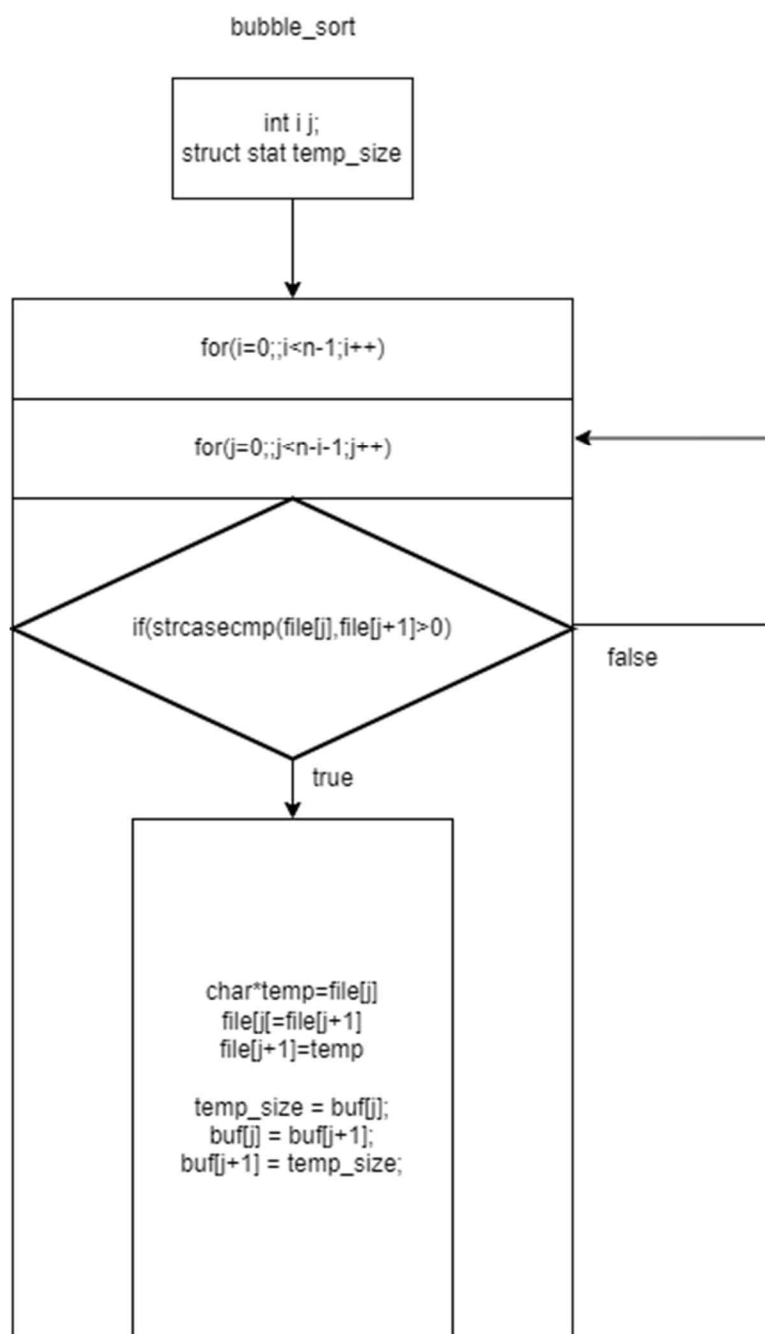 bubble_sort
int i j;
struct stat temp_size
for(i=0;;i<n-1;i++)
for(j=0;;j<n-i-1;j++)
if(strcasecmp(file[j],file[j+1]>0)
false
true
char*temp=file[j]
file[j[=file[j+1]
file[j+1]=temp
temp_size = buf[j];
buf[j] = buf[j+1];
buf[j+1] = temp_size;